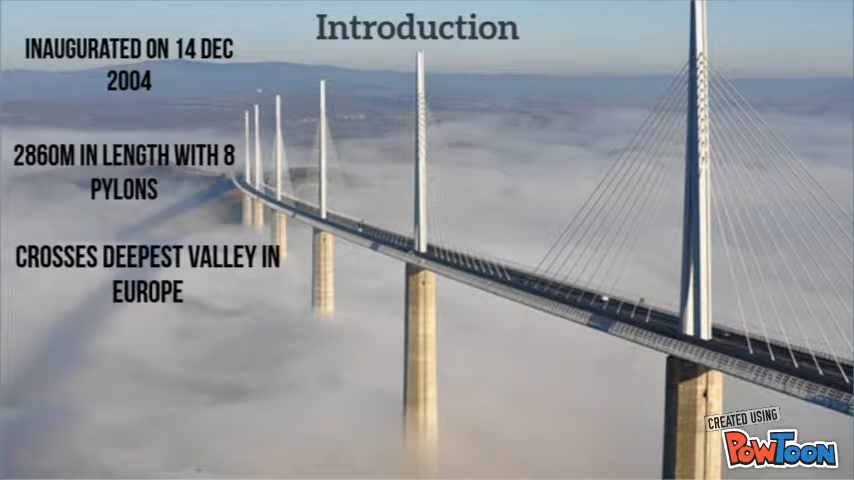 Introduction
INAUGURATED ON 14 DEC
2004
2860M IN LENGTH WITH 8
PYLONS
CROSSES DEEPEST VALLEY IN
EUROPE
CREATED USING
POWTOON